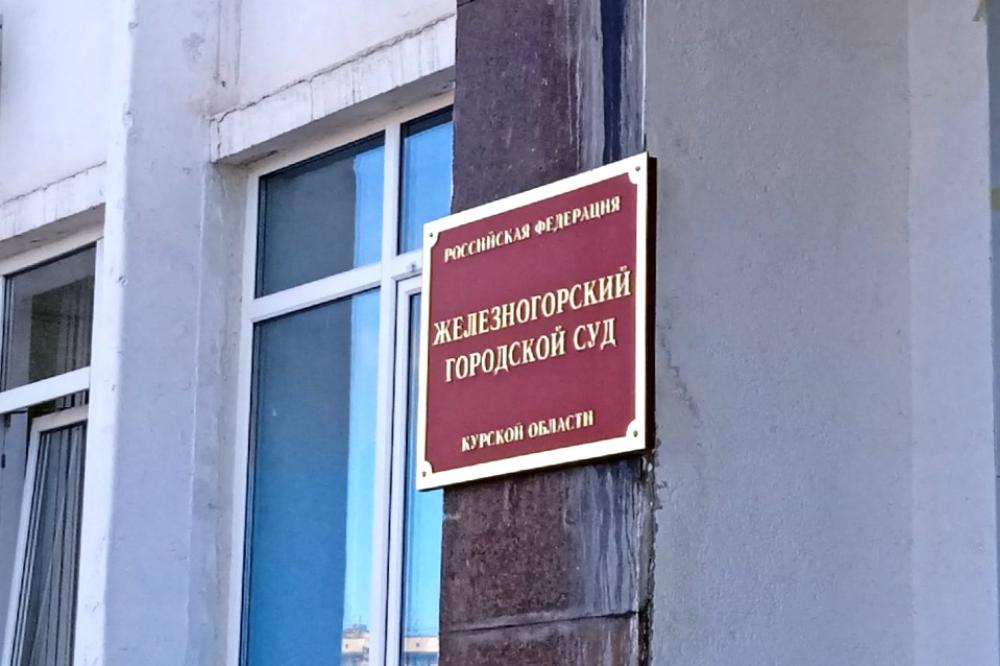 РОССИЙСКАЯ ФЕДЕРАЦИЯ
ЖЕЛЕЗНОГОРСКИЙ
ГОРОДСКОЙ СУД
КУРСКОЙ ОБЛАСТИ